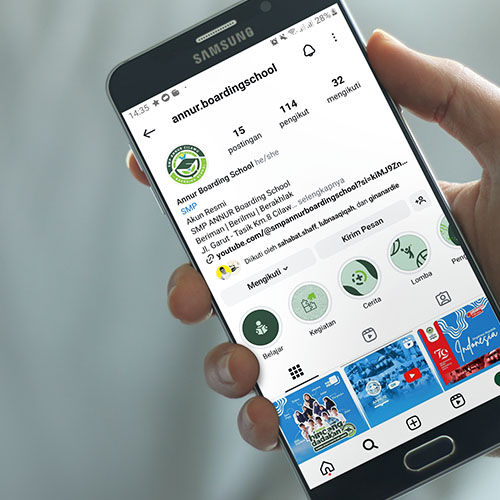 SAMSUNG
14.35
28%
annur.boardingschool
15
postingan
114
pengikut
32
mengikuti
Annur Boarding School he/she
SMP
Akun Resmi
SMP ANNUR Boarding School
Beriman | Berilmu | Berakhlak
Jl. Garut - Tasik Km.8 Cilaw... selengkapnya
youtube.com/@smpannurboardingschool?si=kiMJ9Zn...
Diikuti oleh sahabat.shaff, lubnaaqiqah, dan ginanardie
Mengikuti
Kirim Pesan
Belajar
Kegiatan
Cerita
Lomba
Pen
bincang
dadakan
Indonesia